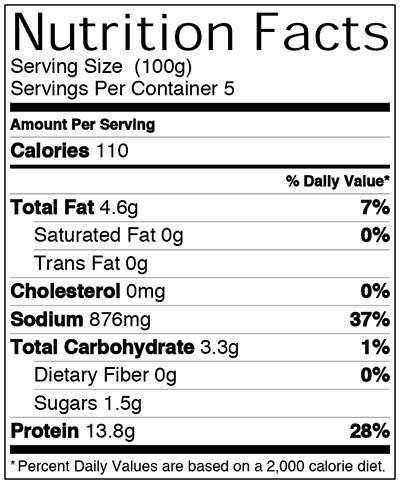 Nutrition Facts
Serving Size (100g)
Servings Per Container 5
Amount Per Serving
Calories 110
% Daily Value*
Total Fat 4.6g 7%
Saturated Fat 0g 0%
Trans Fat 0g
Cholesterol 0mg 0%
Sodium 876mg 37%
Total Carbohydrate 3.3g 1%
Dietary Fiber 0g 0%
Sugars 1.5g
Protein 13.8g 28%
*Percent Daily Values are based on a 2,000 calorie diet.